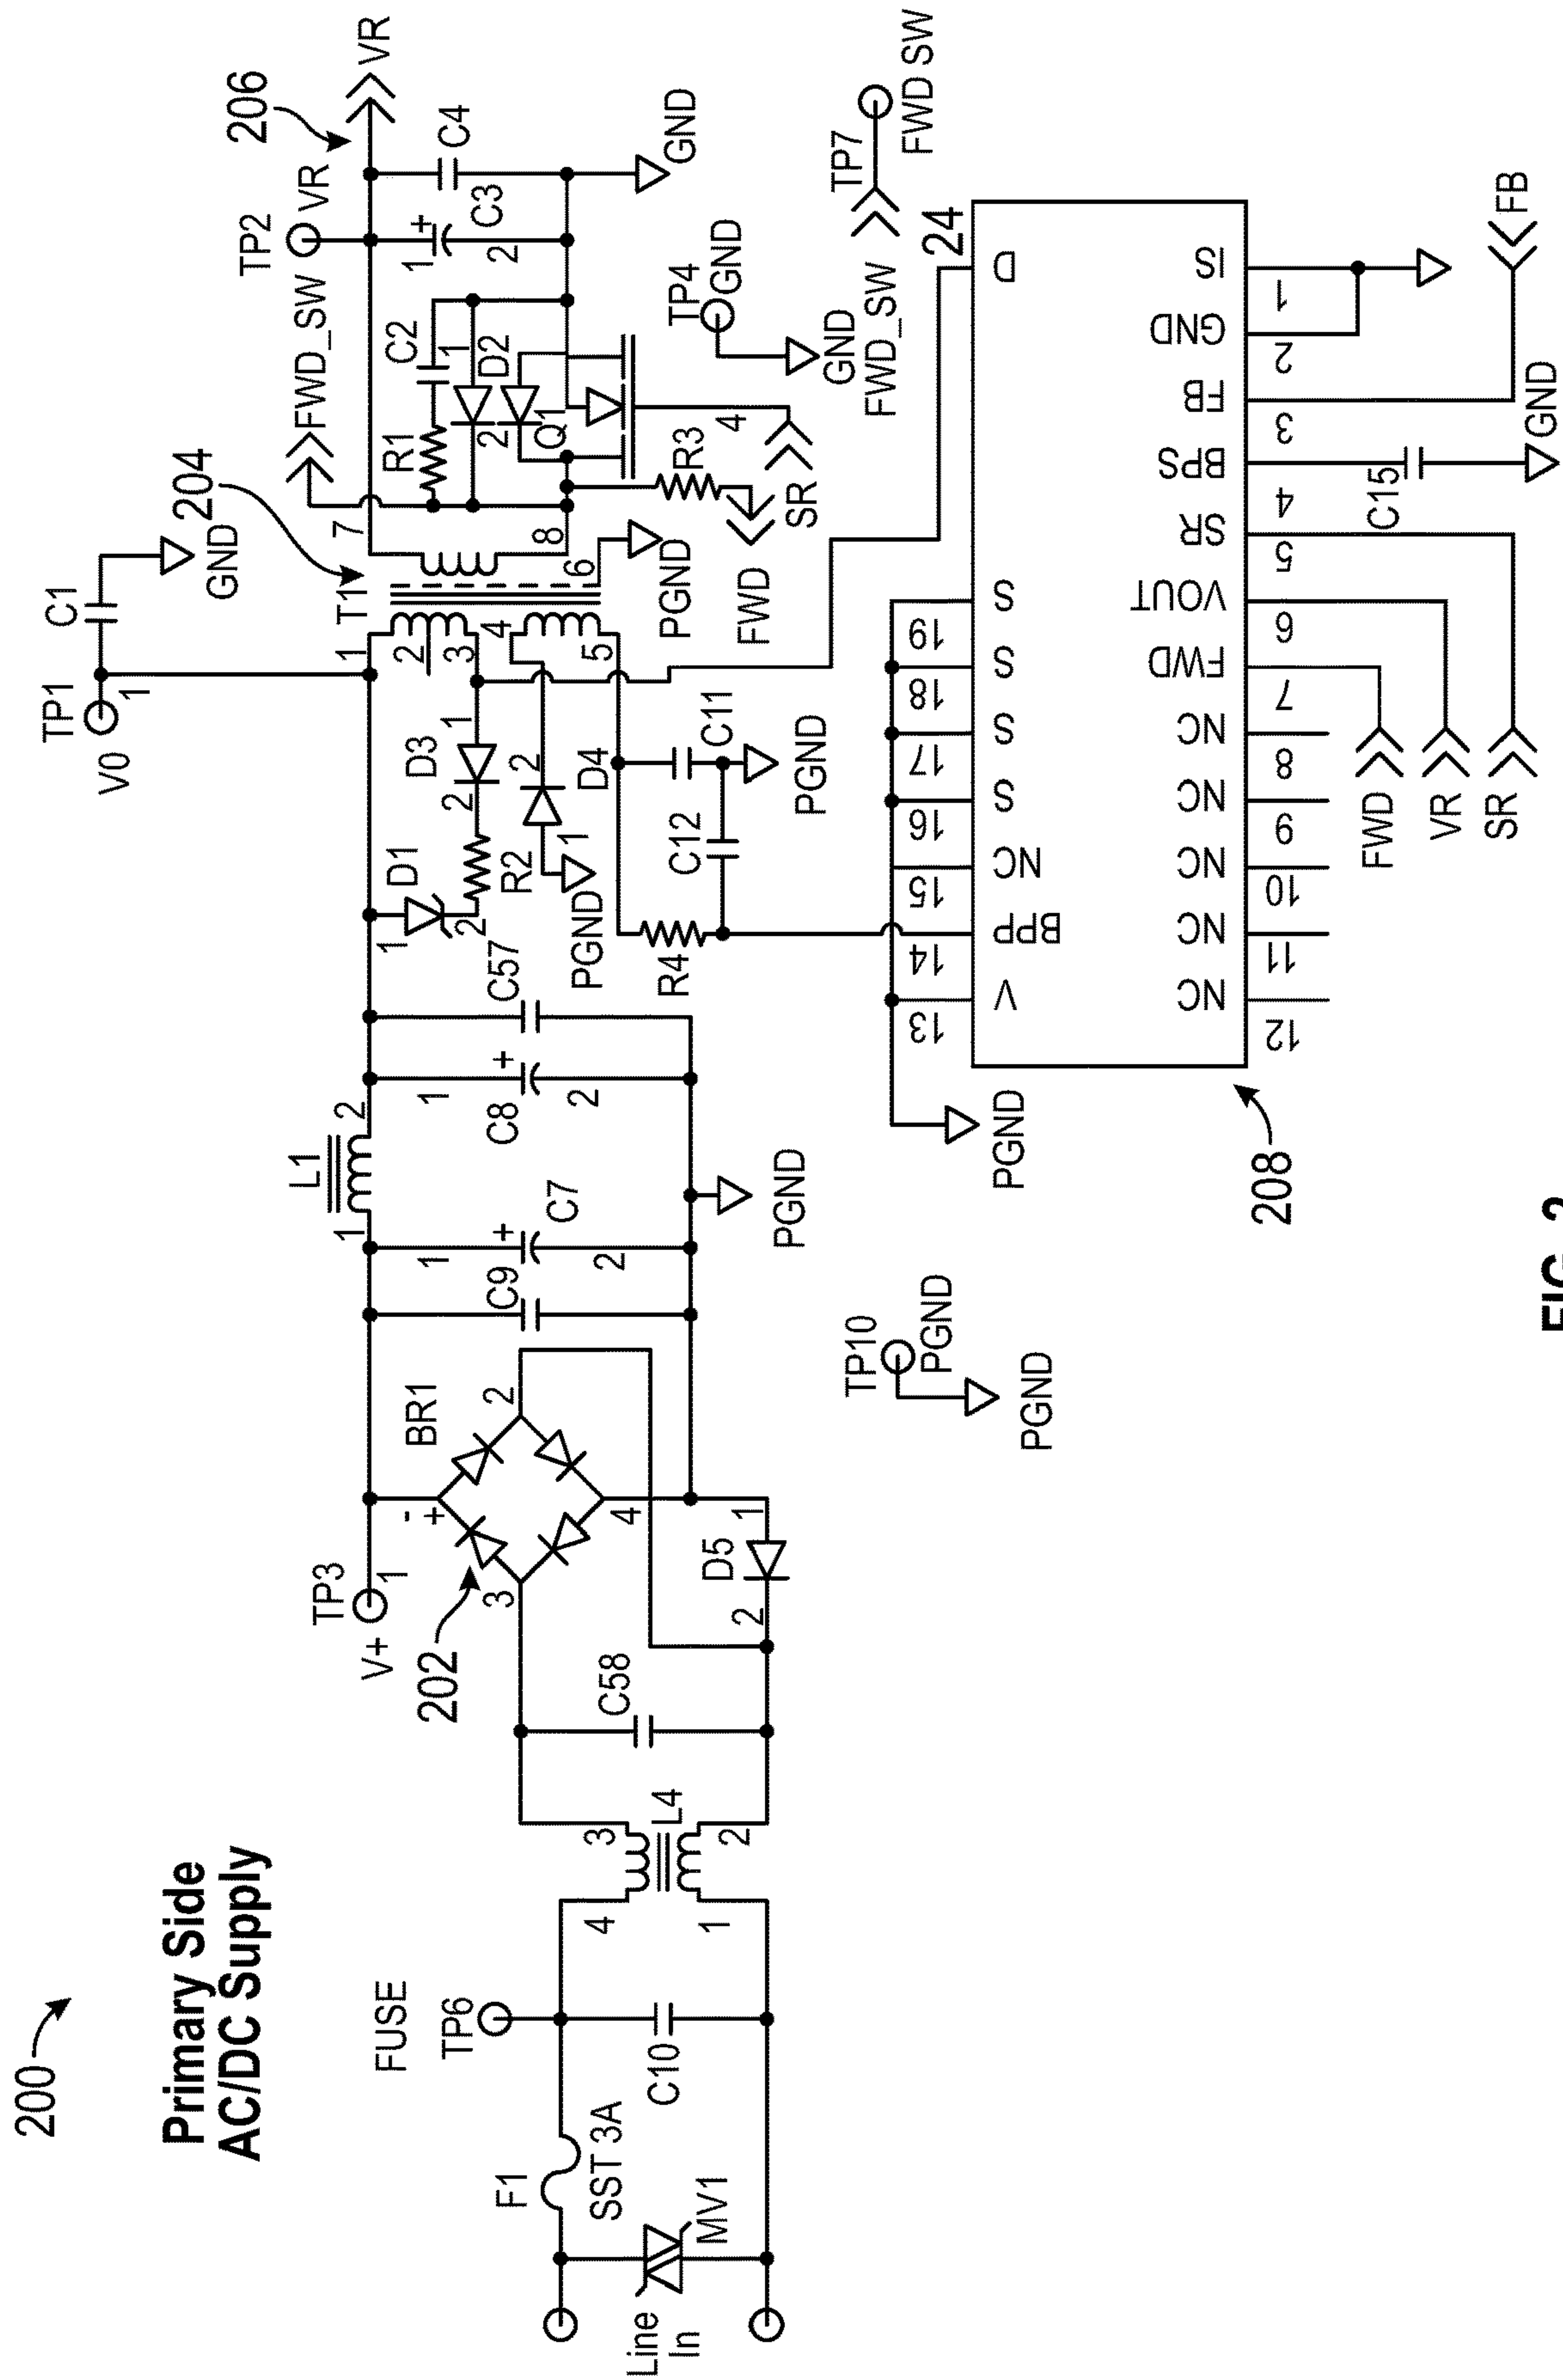 200
Primary Side
AC/DC Supply
Line
In
MV1
F1
SST 3A
FUSE
TP6
C10
4
3
1
2
L4
C58
202
TP3
V+
1
BR1
-
+
2
3
4
D5
1
2
C9
C7
+
1
2
L1
1
2
PGND
C8
+
1
2
C57
TP10
PGND
PGND
TP1
V0
1
C1
GND
D1
1
2
D3
1
2
R2
D4
2
1
PGND
C11
C12
PGND
R4
T1
204
1
2
3
4
5
6
7
8
PGND
FWD_SW
R1
C2
D2
1
2
Q1
4
R3
FWD
SR
TP2
VR
206
VR
C3
+
1
2
C4
GND
TP4
GND
GND
TP7
FWD_SW
FWD SW
24
D
S
19
S
18
S
17
S
16
NC
15
BPP
14
V
13
PGND
208
IS
1
GND
2
FB
3
BPS
4
SR
5
VOUT
6
FWD
7
NC
8
NC
9
NC
10
NC
11
NC
12
FB
C15
GND
FWD
VR
SR